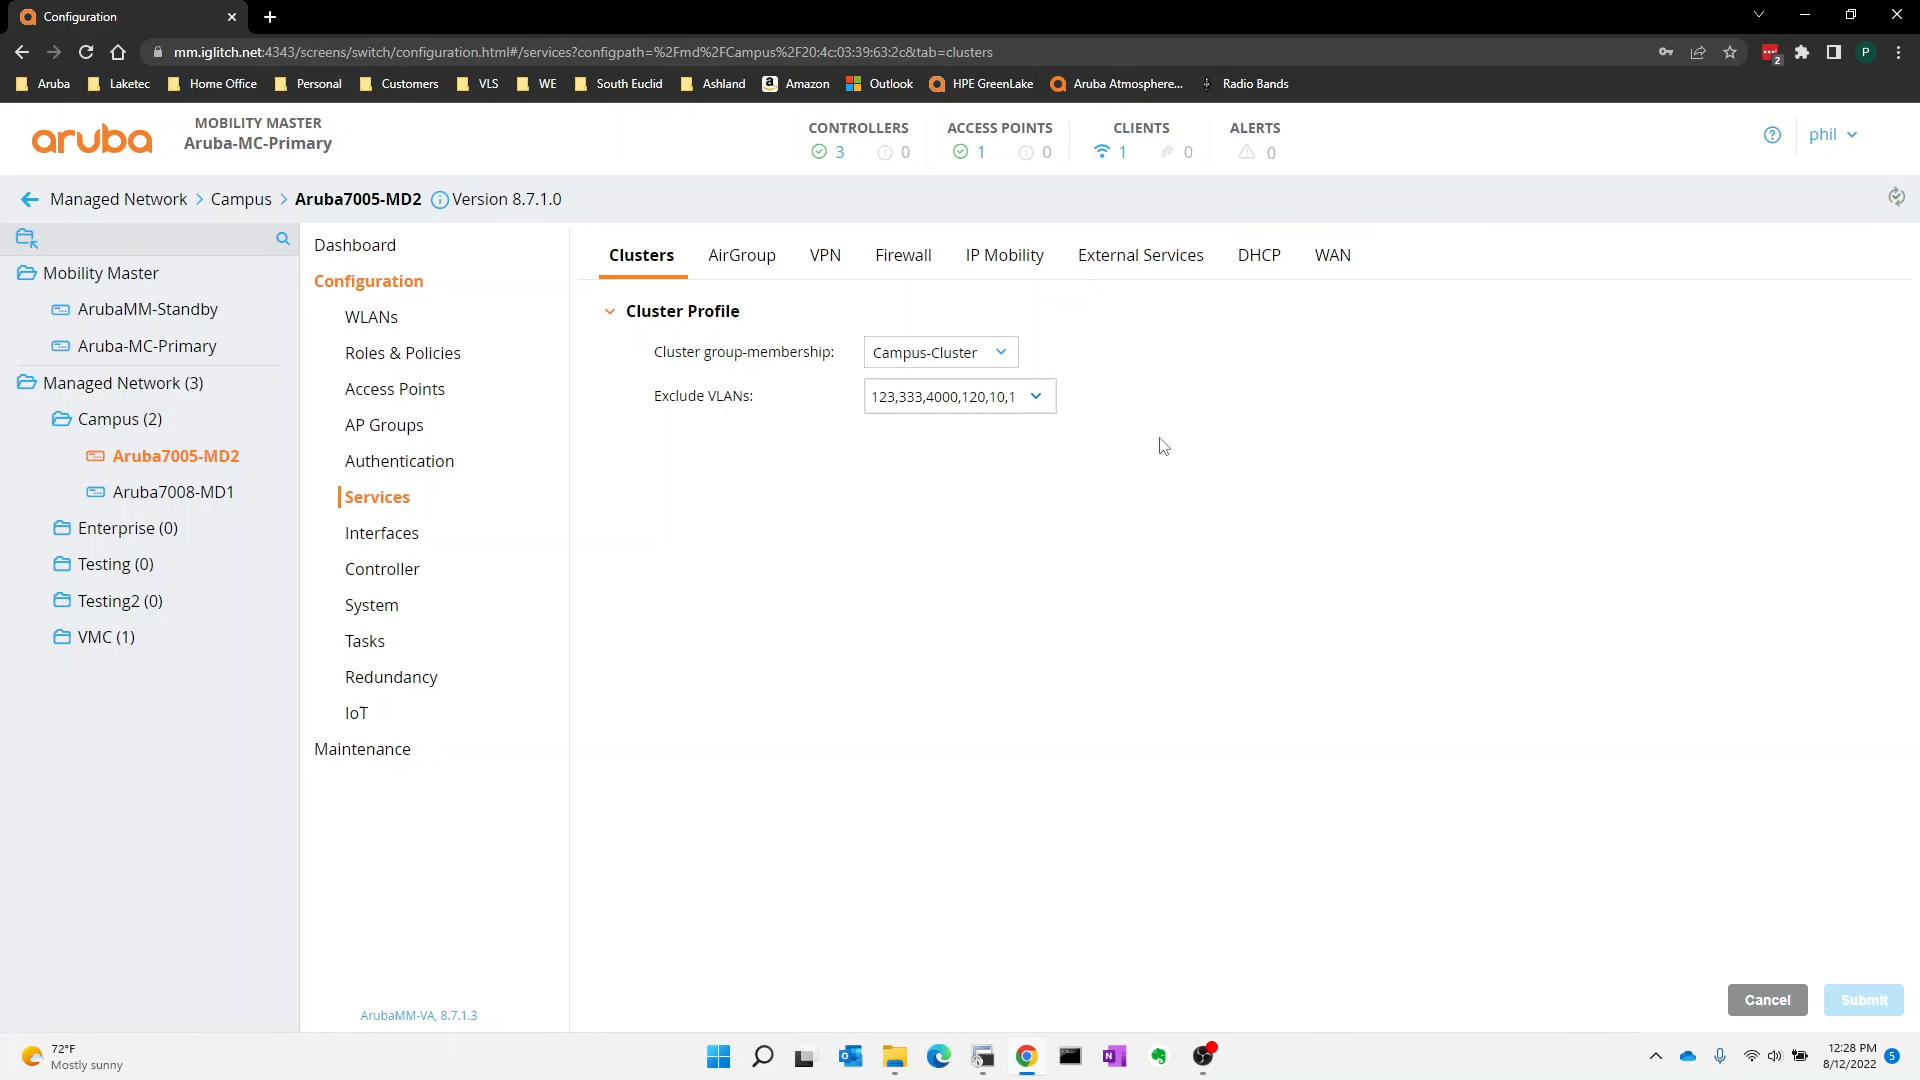 Configuration
mm.iglitch.net:4343/screens/switch/configuration.html#/services?configpath=%2Fmd%2FCampus%2F20:4c:03:39:63:2c&tab=clusters
2
P
Aruba
Laketec
Home Office
Personal
Customers
VLS
WE
South Euclid
Ashland
Amazon
Outlook
HPE GreenLake
Aruba Atmosphere...
Radio Bands
aruba
MOBILITY MASTER
Aruba-MC-Primary
CONTROLLERS
3
0
ACCESS POINTS
1
0
CLIENTS
1
0
ALERTS
0
phil
Managed Network > Campus > Aruba7005-MD2 Version 8.7.1.0
Mobility Master
ArubaMM-Standby
Aruba-MC-Primary
Managed Network (3)
Campus (2)
Aruba7005-MD2
Aruba7008-MD1
Enterprise (0)
Testing (0)
Testing2 (0)
VMC (1)
Dashboard
Configuration
WLANs
Roles & Policies
Access Points
AP Groups
Authentication
Services
Interfaces
Controller
System
Tasks
Redundancy
IoT
Maintenance
ArubaMM-VA, 8.7.1.3
Clusters
AirGroup
VPN
Firewall
IP Mobility
External Services
DHCP
WAN
Cluster Profile
Cluster group-membership:
Campus-Cluster
Exclude VLANs:
123,333,4000,120,10,1
Cancel
Submit
72°F
Mostly sunny
12:28 PM
8/12/2022
5